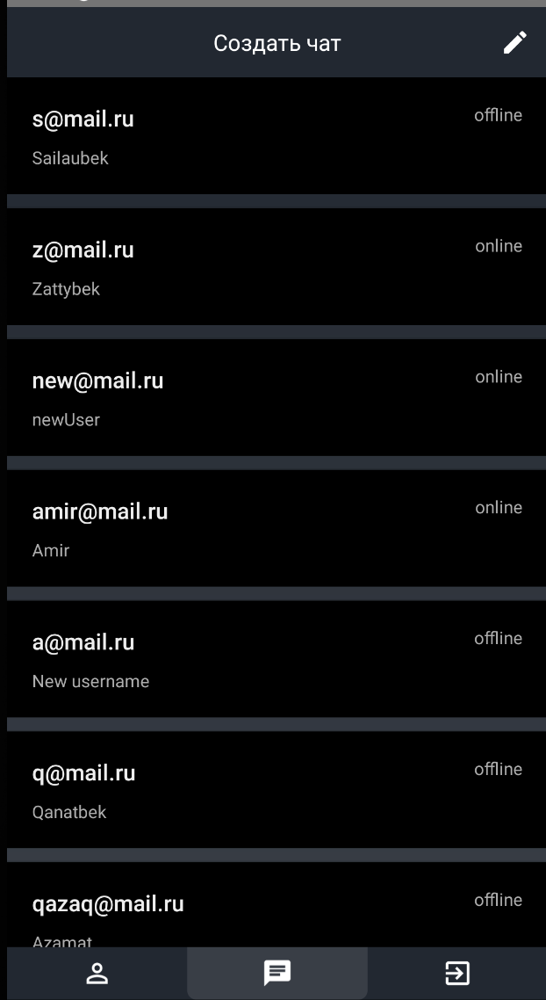 Создать чат
s@mail.ru
offline
Sailaubek
z@mail.ru
online
Zattybek
new@mail.ru
online
newUser
amir@mail.ru
online
Amir
a@mail.ru
offline
New username
q@mail.ru
offline
Qanatbek
qazaq@mail.ru
offline
Azamat